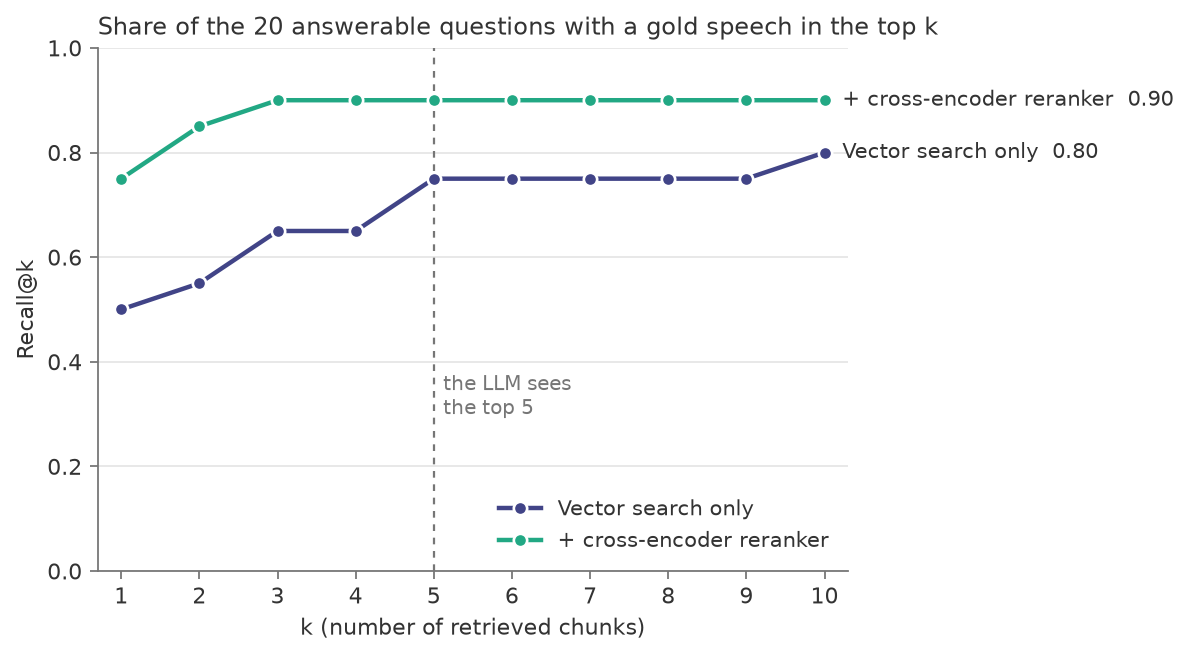 Share of the 20 answerable questions with a gold speech in the top k
Recall@k
1.0
0.8
0.6
0.4
0.2
0.0
+ cross-encoder reranker 0.90
Vector search only 0.80
the LLM sees
the top 5
Vector search only
+ cross-encoder reranker
1 2 3 4 5 6 7 8 9 10
k (number of retrieved chunks)